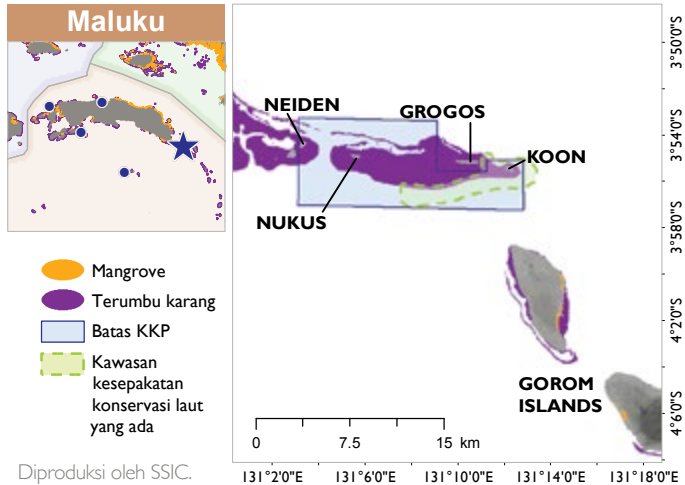 Maluku
NEIDEN
GROGOS
KOON
NUKUS
GOROM
ISLANDS
Mangrove
Terumbu karang
Batas KKP
Kawasan
kesepakatan
konservasi laut
yang ada
Diproduksi oleh SSIC.
0 7.5 15 km
3°50'0"S
3°54'0"S
3°58'0"S
4°2'0"S
4°6'0"S
131°2'0"E 131°6'0"E 131°10'0"E 131°14'0"E 131°18'0"E